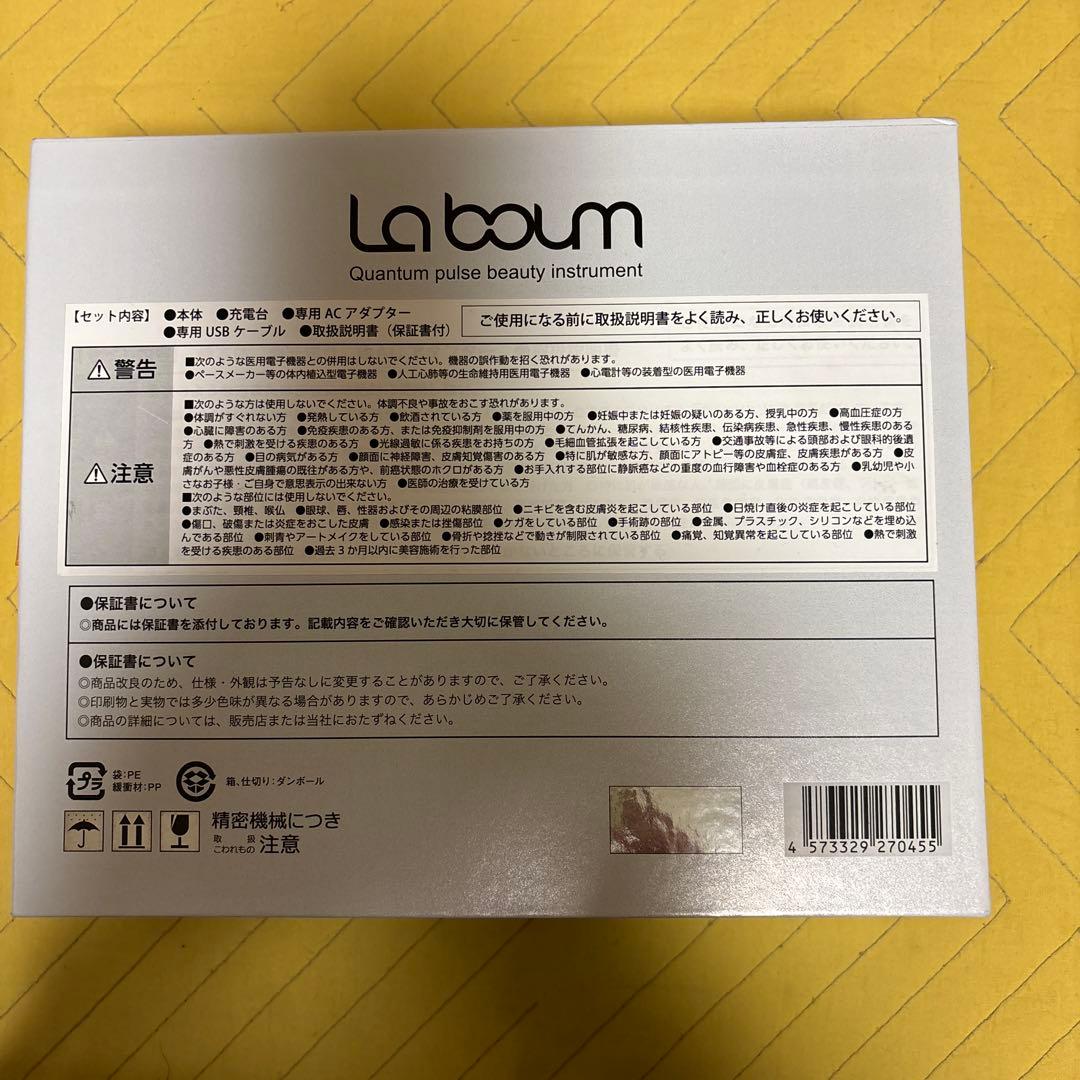 La boum
Quantum pulse beauty instrument
【セット内容】 ●本体 ●充電台 ●専用 AC アダプター
●専用 USB ケーブル ●取扱説明書（保証書付）
ご使用になる前に取扱説明書をよく読み、正しくお使いください。
警告
■次のような医用電子機器との併用はしないでください。機器の誤作動を招く恐れがあります。
●ペースメーカー等の体内植込型電子機器 ●人工心肺等の生命維持用医用電子機器 ●心電計等の装着型の医用電子機器
注意
■次のような方は使用しないでください。体調不良や事故をおこす恐れがあります。
●体調がすぐれない方 ●発熱している方 ●飲酒されている方 ●薬を服用中の方 ●妊娠中または妊娠の疑いのある方、授乳中の方 ●高血圧症の方
●心臓に障害のある方 ●免疫疾患のある方、または免疫抑制剤を服用中の方 ●てんかん、糖尿病、結核性疾患、伝染病疾患、急性疾患、慢性疾患のある
方 ●熱で刺激を受ける疾患のある方 ●光線過敏に係る疾患をお持ちの方 ●毛細血管拡張を起こしている方 ●交通事故等による頭部および眼科的後遺
症のある方 ●目の病気がある方 ●顔面に神経障害、皮膚知覚傷害のある方 ●特に肌が敏感な方、顔面にアトピー等の皮膚症、皮膚疾患がある方 ●皮
膚がんや悪性皮膚腫瘍の既往がある方や、前癌状態のホクロがある方 ●お手入れする部位に静脈癌などの重度の血行障害や血栓症のある方 ●乳幼児や小
さなお子様・ご自身で意思表示の出来ない方 ●医師の治療を受けている方
■次のような部位には使用しないでください。
●まぶた、頸椎、喉仏 ●眼球、唇、性器およびその周辺の粘膜部位 ●ニキビを含む皮膚炎を起こしている部位 ●日焼け直後の炎症を起こしている部位
●傷口、破傷または炎症をおこした皮膚 ●感染または挫傷部位 ●ケガをしている部位 ●手術跡の部位 ●金属、プラスチック、シリコンなどを埋め込
んである部位 ●刺青やアートメイクをしている部位 ●骨折や捻挫などで動きが制限されている部位 ●痛覚、知覚異常を起こしている部位 ●熱で刺激
を受ける疾患のある部位 ●過去 3 か月以内に美容施術を行った部位
●保証書について
◎商品には保証書を添付しております。記載内容をご確認いただき大切に保管してください。
●保証書について
◎商品改良のため、仕様・外観は予告なしに変更することがありますので、ご了承ください。
◎印刷物と実物では多少色味が異なる場合がありますので、あらかじめご了承ください。
◎商品の詳細については、販売店または当社におたずねください。
プラ
袋:PE
緩衝材:PP
箱、仕切り:ダンボール
精密機械につき
取扱
こわれもの 注意
4 573329 270455